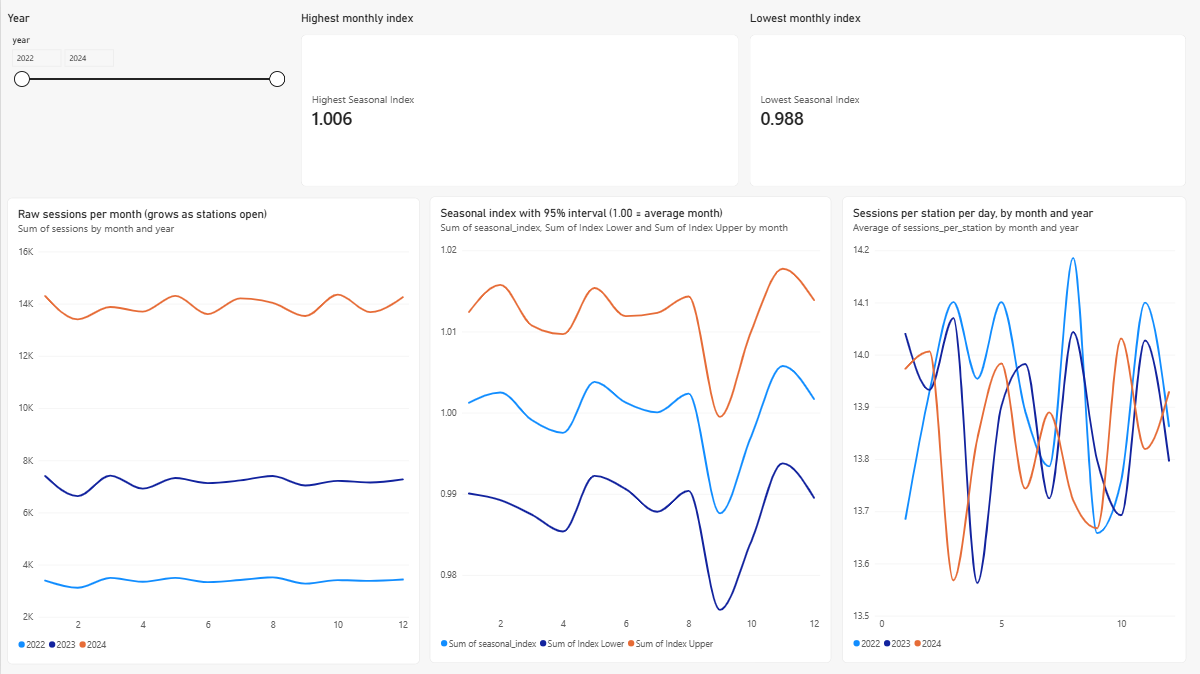 Year
year
2022
2024
Highest monthly index
Highest Seasonal Index
1.006
Lowest monthly index
Lowest Seasonal Index
0.988
Raw sessions per month (grows as stations open)
Sum of sessions by month and year
16K
14K
12K
10K
8K
6K
4K
2K
2 4 6 8 10 12
2022 2023 2024
Seasonal index with 95% interval (1.00 = average month)
Sum of seasonal_index, Sum of Index Lower and Sum of Index Upper by month
1.02
1.01
1.00
0.99
0.98
2 4 6 8 10 12
Sum of seasonal_index Sum of Index Lower Sum of Index Upper
Sessions per station per day, by month and year
Average of sessions_per_station by month and year
14.2
14.1
14.0
13.9
13.8
13.7
13.6
13.5
0 5 10
2022 2023 2024